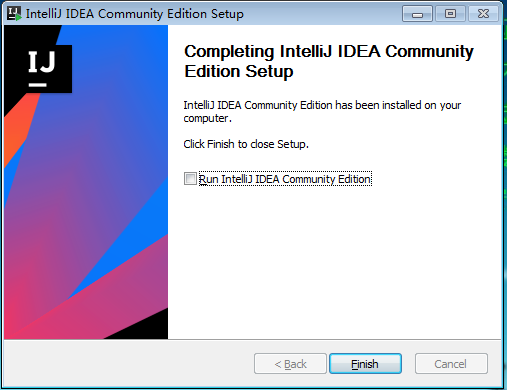 IntelliJ IDEA Community Edition Setup
IJ
Completing IntelliJ IDEA Community
Edition Setup
IntelliJ IDEA Community Edition has been installed on your
computer.
Click Finish to close Setup.
Run IntelliJ IDEA Community Edition
< Back
Finish
Cancel